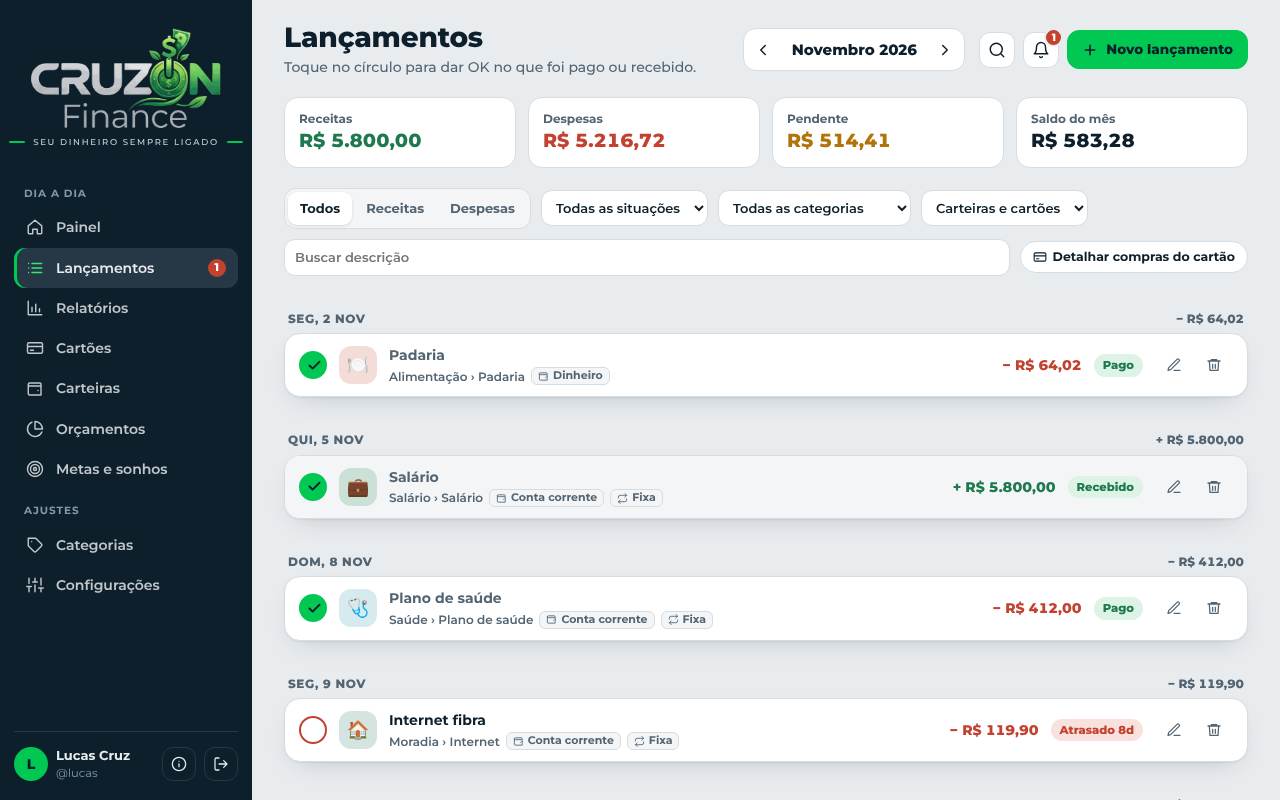 CRUZON
Finance
SEU DINHEIRO SEMPRE LIGADO
DIA A DIA
Painel
Lançamentos 1
Relatórios
Cartões
Carteiras
Orçamentos
Metas e sonhos
AJUSTES
Categorias
Configurações
L
Lucas Cruz
@lucas
Lançamentos
Toque no círculo para dar OK no que foi pago ou recebido.
Novembro 2026
1
+ Novo lançamento
Receitas
R$ 5.800,00
Despesas
R$ 5.216,72
Pendente
R$ 514,41
Saldo do mês
R$ 583,28
Todos Receitas Despesas Todas as situações Todas as categorias Carteiras e cartões
Buscar descrição Detalhar compras do cartão
SEG, 2 NOV − R$ 64,02
Padaria
Alimentação › Padaria Dinheiro
− R$ 64,02 Pago
QUI, 5 NOV + R$ 5.800,00
Salário
Salário › Salário Conta corrente Fixa
+ R$ 5.800,00 Recebido
DOM, 8 NOV − R$ 412,00
Plano de saúde
Saúde › Plano de saúde Conta corrente Fixa
− R$ 412,00 Pago
SEG, 9 NOV − R$ 119,90
Internet fibra
Moradia › Internet Conta corrente Fixa
− R$ 119,90 Atrasado 8d